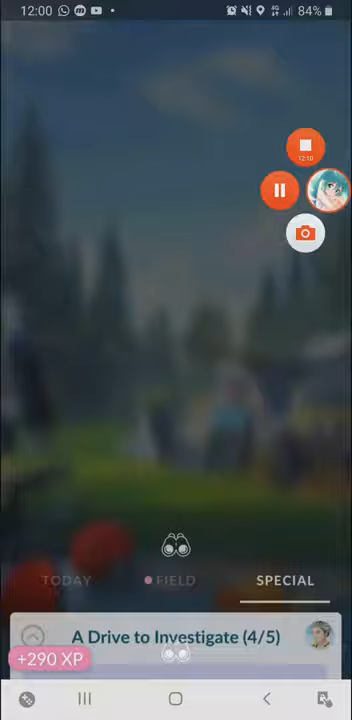 12:00 84%
12:10
TODAY FIELD SPECIAL
A Drive to Investigate (4/5)
+290 XP